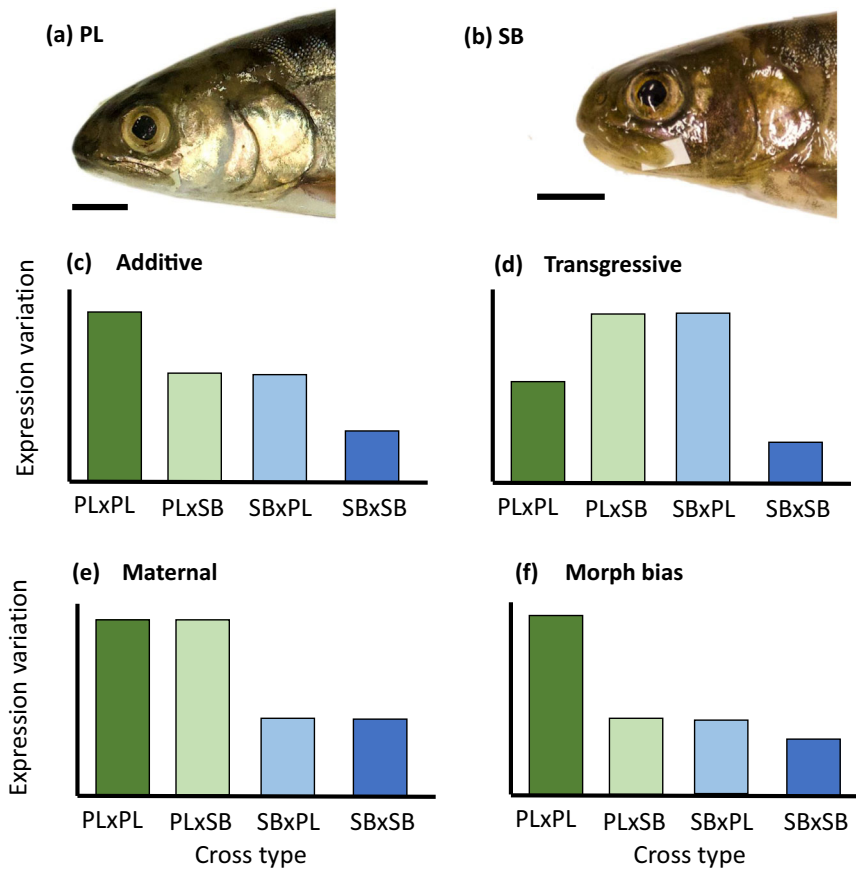 (a) PL
(b) SB
(c) Additive
(d) Transgressive
Expression variation
PLxPL PLxSB SBxPL SBxSB
PLxPL PLxSB SBxPL SBxSB
(e) Maternal
(f) Morph bias
Expression variation
PLxPL PLxSB SBxPL SBxSB
PLxPL PLxSB SBxPL SBxSB
Cross type
Cross type